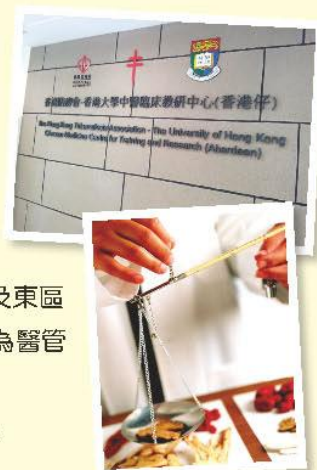 香港防癆會-香港大學中醫臨床教研中心(香港仔)
The Hong Kong Tuberculosis Association - The University of Hong Kong
Chinese Medicine Centre for Training and Research (Aberdeen)
及東區
為醫管